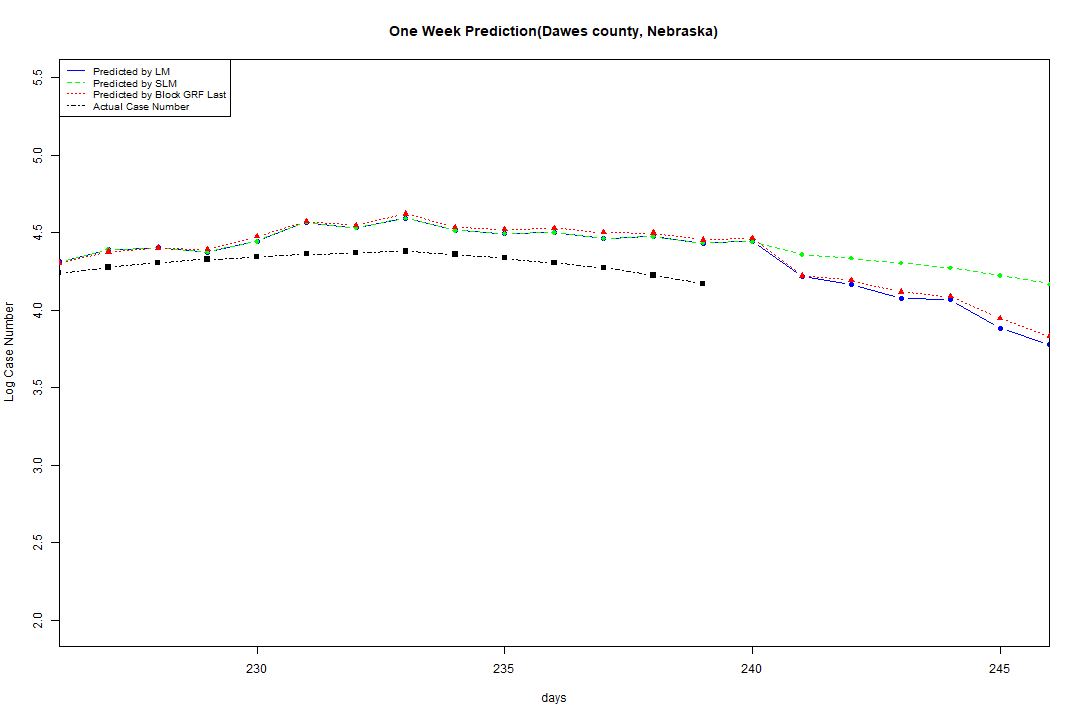 One Week Prediction(Dawes county, Nebraska)
Predicted by LM
Predicted by SLM
Predicted by Block GRF Last
Actual Case Number
5.5
5.0
4.5
4.0
3.5
3.0
2.5
2.0
Log Case Number
230
235
240
245
days